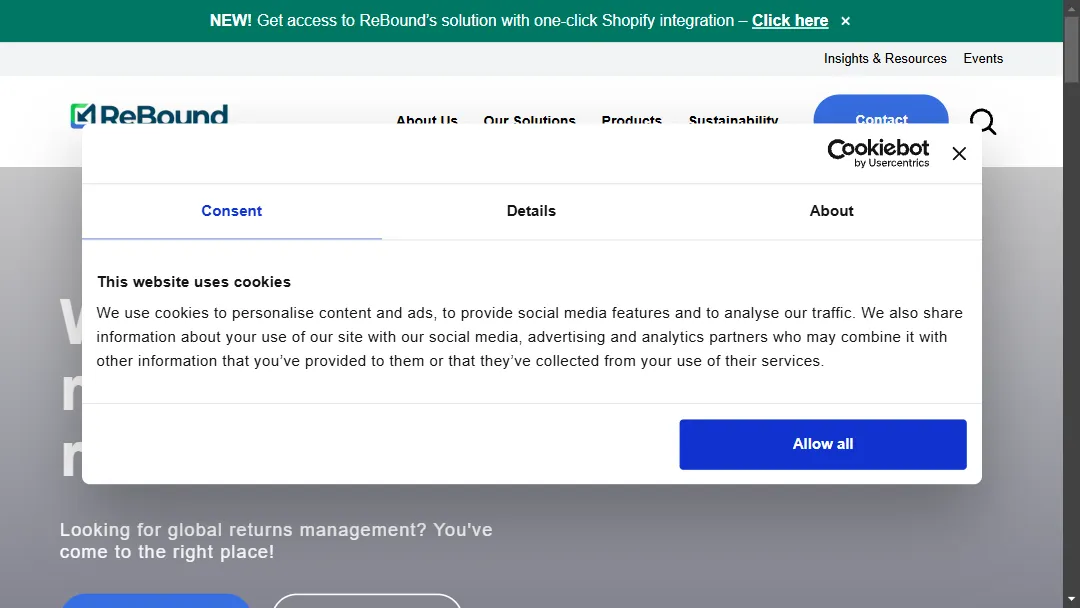 NEW! Get access to ReBound's solution with one-click Shopify integration – Click here ×
Insights & Resources Events
ReBound About Us Our Solutions Products Sustainability Contact
Cookiebot
by Usercentrics
Consent Details About
This website uses cookies
We use cookies to personalise content and ads, to provide social media features and to analyse our traffic. We also share
information about your use of our site with our social media, advertising and analytics partners who may combine it with
other information that you've provided to them or that they've collected from your use of their services.
Allow all
Looking for global returns management? You've
come to the right place!